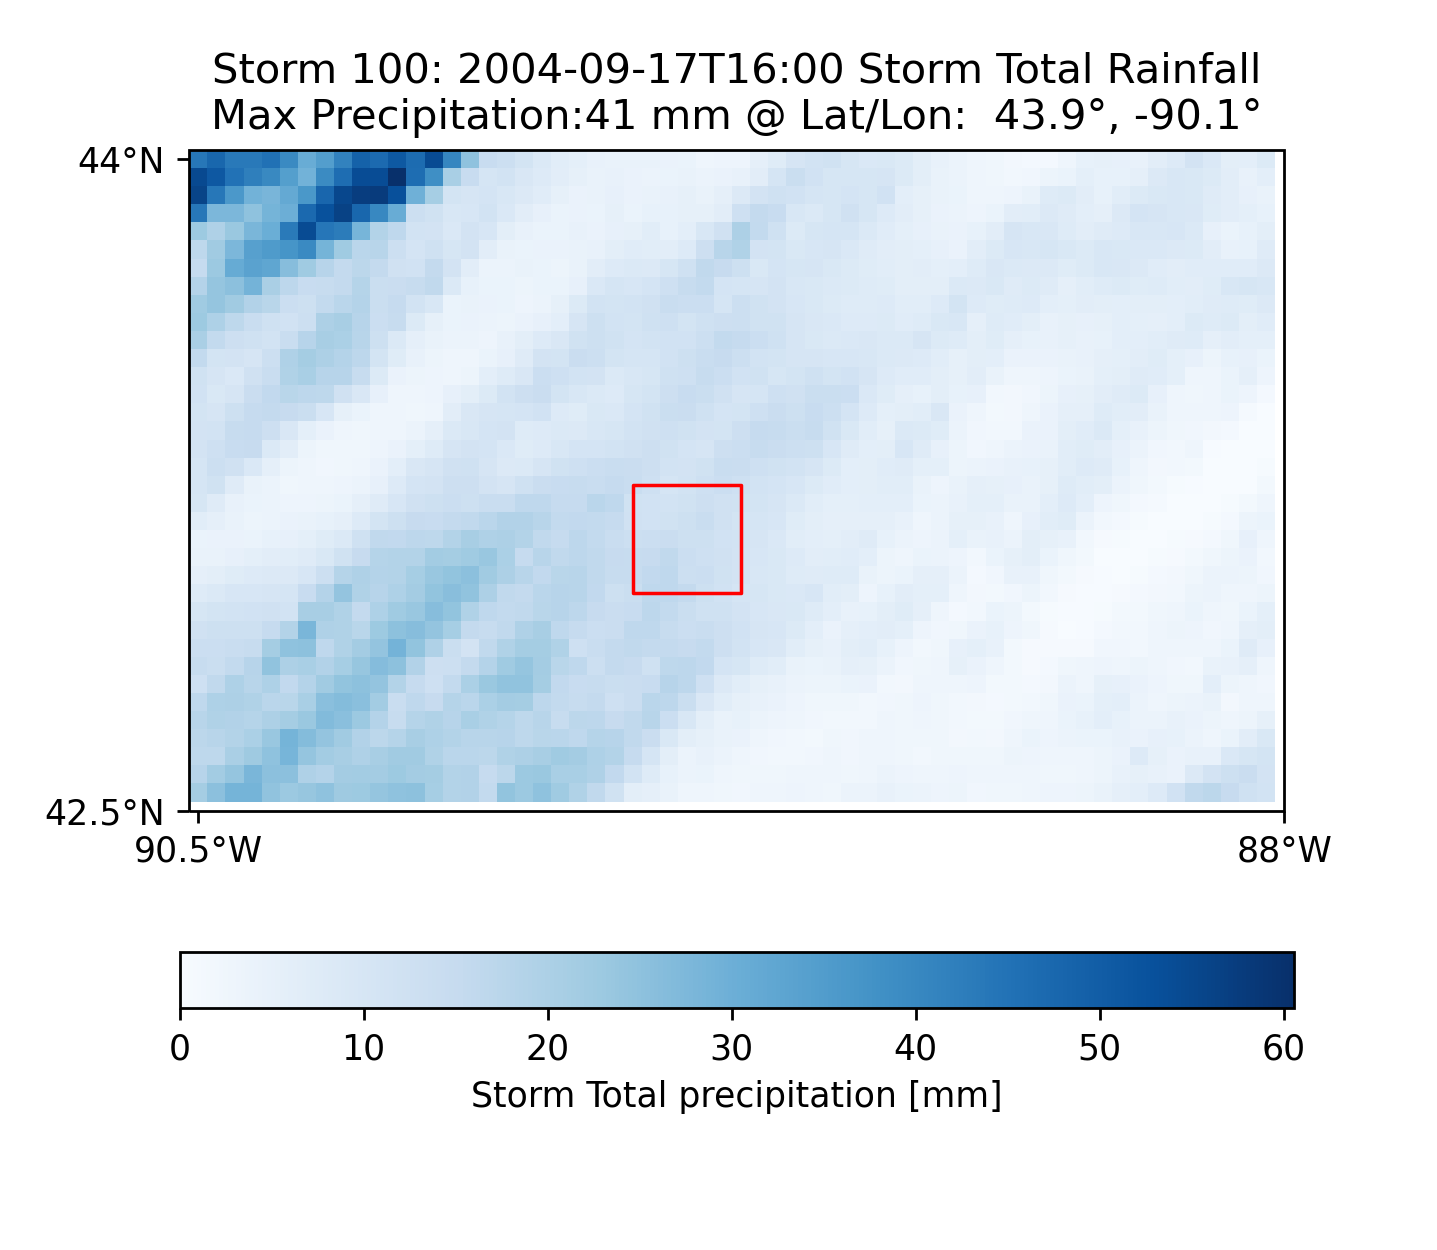 Storm 100: 2004-09-17T16:00 Storm Total Rainfall
Max Precipitation:41 mm @ Lat/Lon:  43.9°, -90.1°
44°N
42.5°N
90.5°W 88°W
0 10 20 30 40 50 60
Storm Total precipitation [mm]